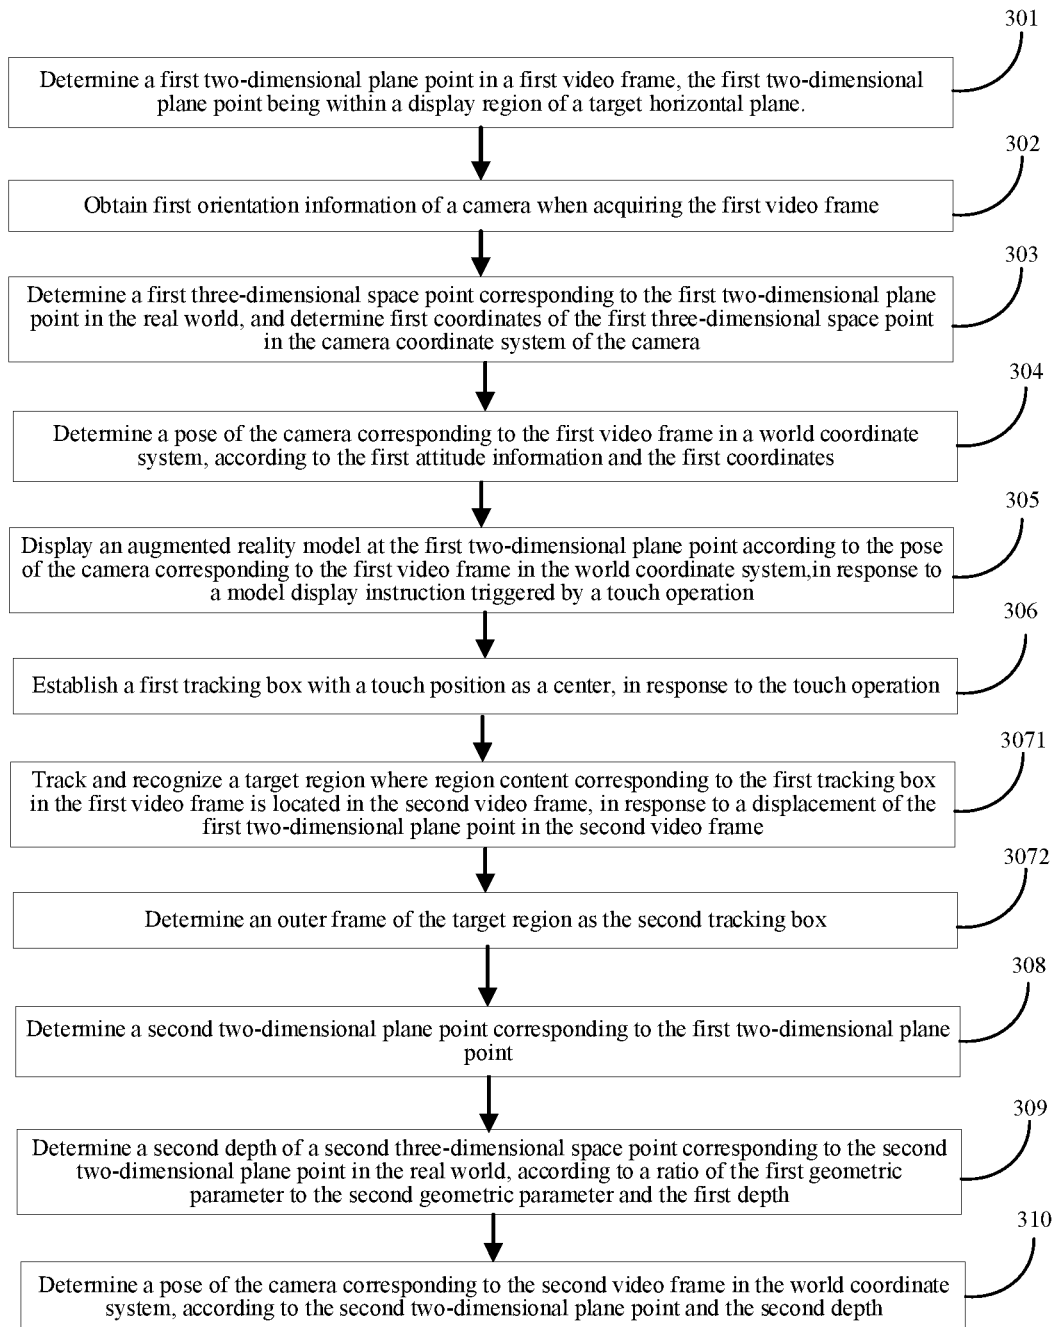 301
Determine a first two-dimensional plane point in a first video frame, the first two-dimensional
plane point being within a display region of a target horizontal plane.
302
Obtain first orientation information of a camera when acquiring the first video frame
303
Determine a first three-dimensional space point corresponding to the first two-dimensional plane
point in the real world, and determine first coordinates of the first three-dimensional space point
in the camera coordinate system of the camera
304
Determine a pose of the camera corresponding to the first video frame in a world coordinate
system, according to the first attitude information and the first coordinates
305
Display an augmented reality model at the first two-dimensional plane point according to the pose
of the camera corresponding to the first video frame in the world coordinate system,in response to
a model display instruction triggered by a touch operation
306
Establish a first tracking box with a touch position as a center, in response to the touch operation
3071
Track and recognize a target region where region content corresponding to the first tracking box
in the first video frame is located in the second video frame, in response to a displacement of the
first two-dimensional plane point in the second video frame
3072
Determine an outer frame of the target region as the second tracking box
308
Determine a second two-dimensional plane point corresponding to the first two-dimensional plane
point
309
Determine a second depth of a second three-dimensional space point corresponding to the second
two-dimensional plane point in the real world, according to a ratio of the first geometric
parameter to the second geometric parameter and the first depth
310
Determine a pose of the camera corresponding to the second video frame in the world coordinate
system, according to the second two-dimensional plane point and the second depth